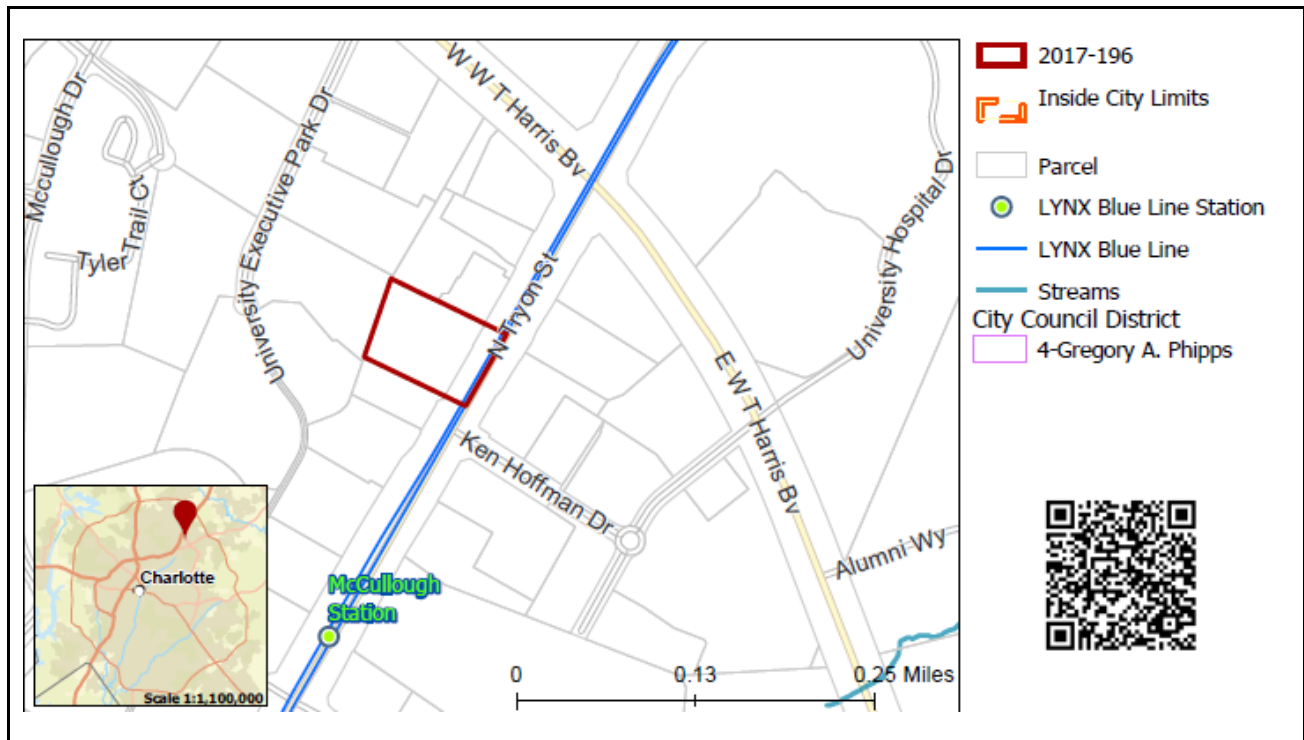 Mccullough Dr
Tyler Trail Ct
University Executive Park Dr
W W T Harris Bv
N Tryon St
University Hospital Dr
E W T Harris Bv
Ken Hoffman Dr
Alumni Wy
McCullough
Station
0
0.13
0.25 Miles
Charlotte
Scale 1:1,100,000
2017-196
Inside City Limits
Parcel
LYNX Blue Line Station
LYNX Blue Line
Streams
City Council District
4-Gregory A. Phipps